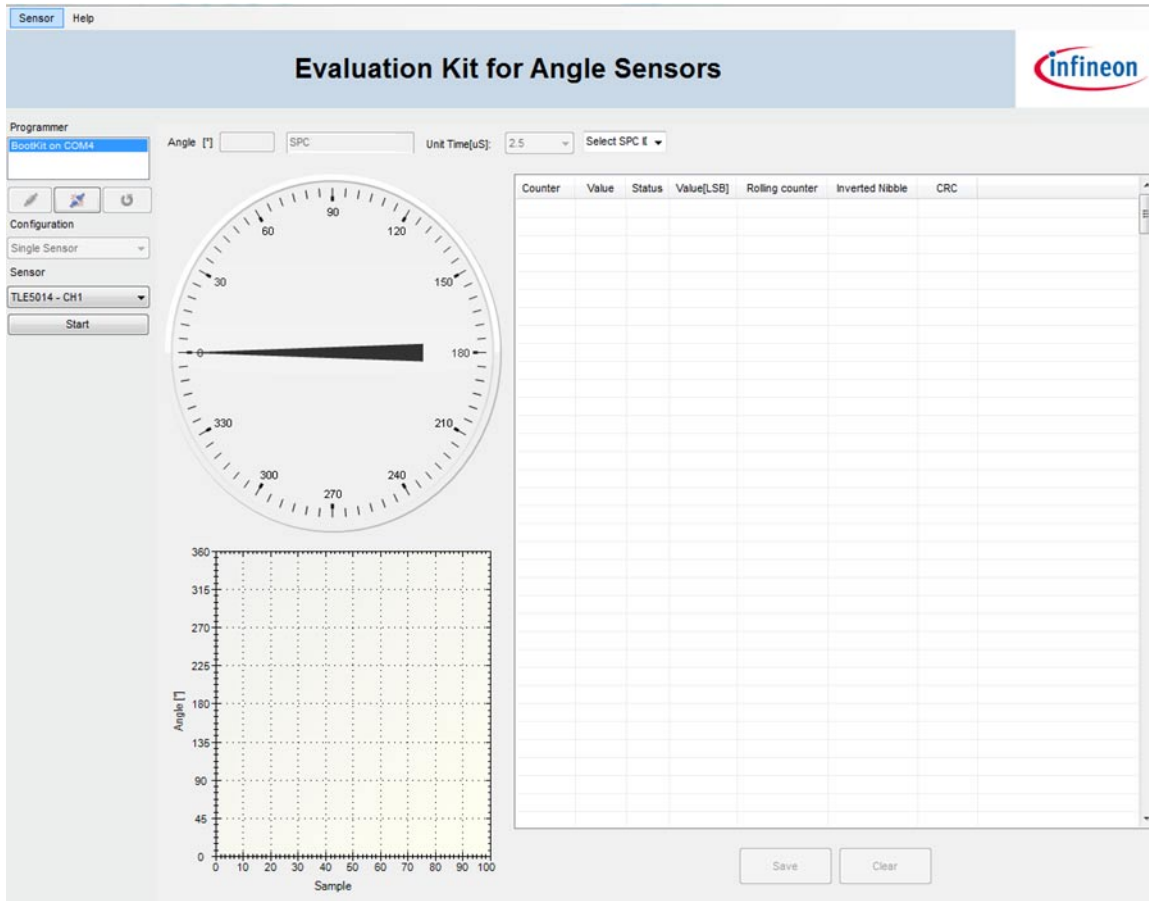 Sensor Help
Evaluation Kit for Angle Sensors
infineon
Programmer
BootKit on COM4
Configuration
Single Sensor
Sensor
TLE5014 - CH1
Start
Angle [°] SPC Unit Time[uS]: 2.5 Select SPC I
90
60 120
30 150
0 180
330 210
300 240
270
Counter Value Status Value[LSB] Rolling counter Inverted Nibble CRC
360
315
270
225
180
135
90
45
0
Angle [°]
0 10 20 30 40 50 60 70 80 90 100
Sample
Save Clear